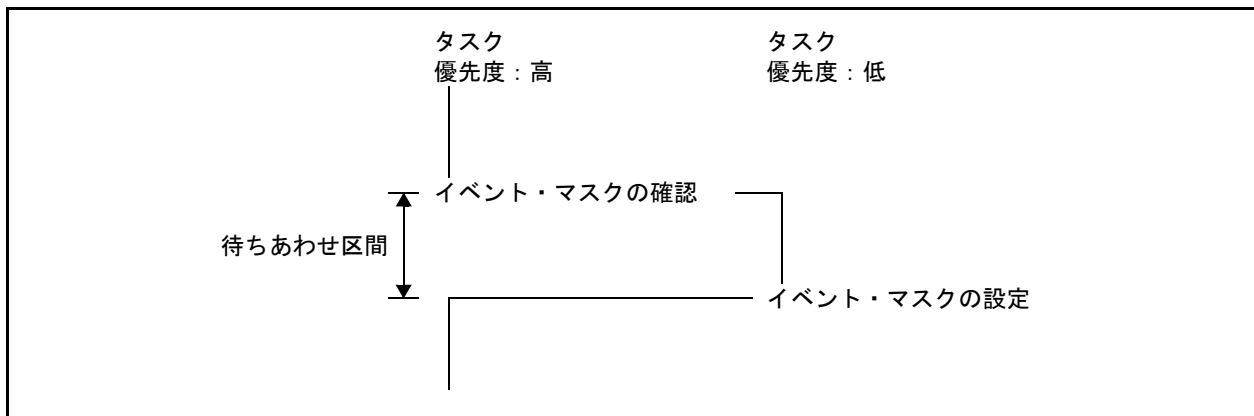 タスク
優先度：高
タスク
優先度：低
イベント・マスクの確認
待ちあわせ区間
イベント・マスクの設定